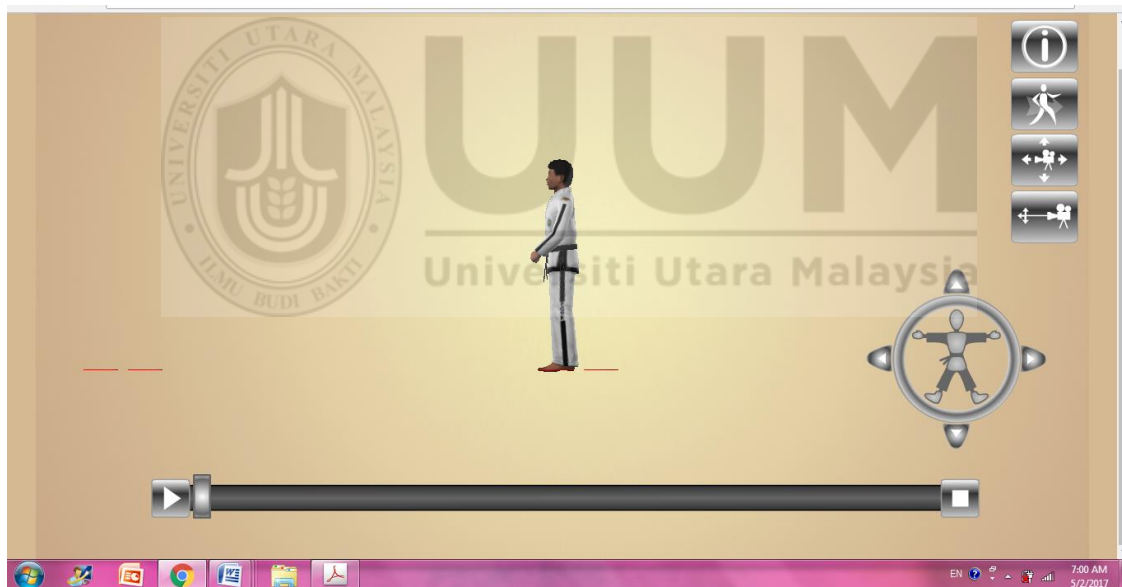 UNIVERSITI UTARA MALAYSIA
ILMU BUDI BAKTI
UUM
Universiti Utara Malaysia
EN
7:00 AM
5/2/2017